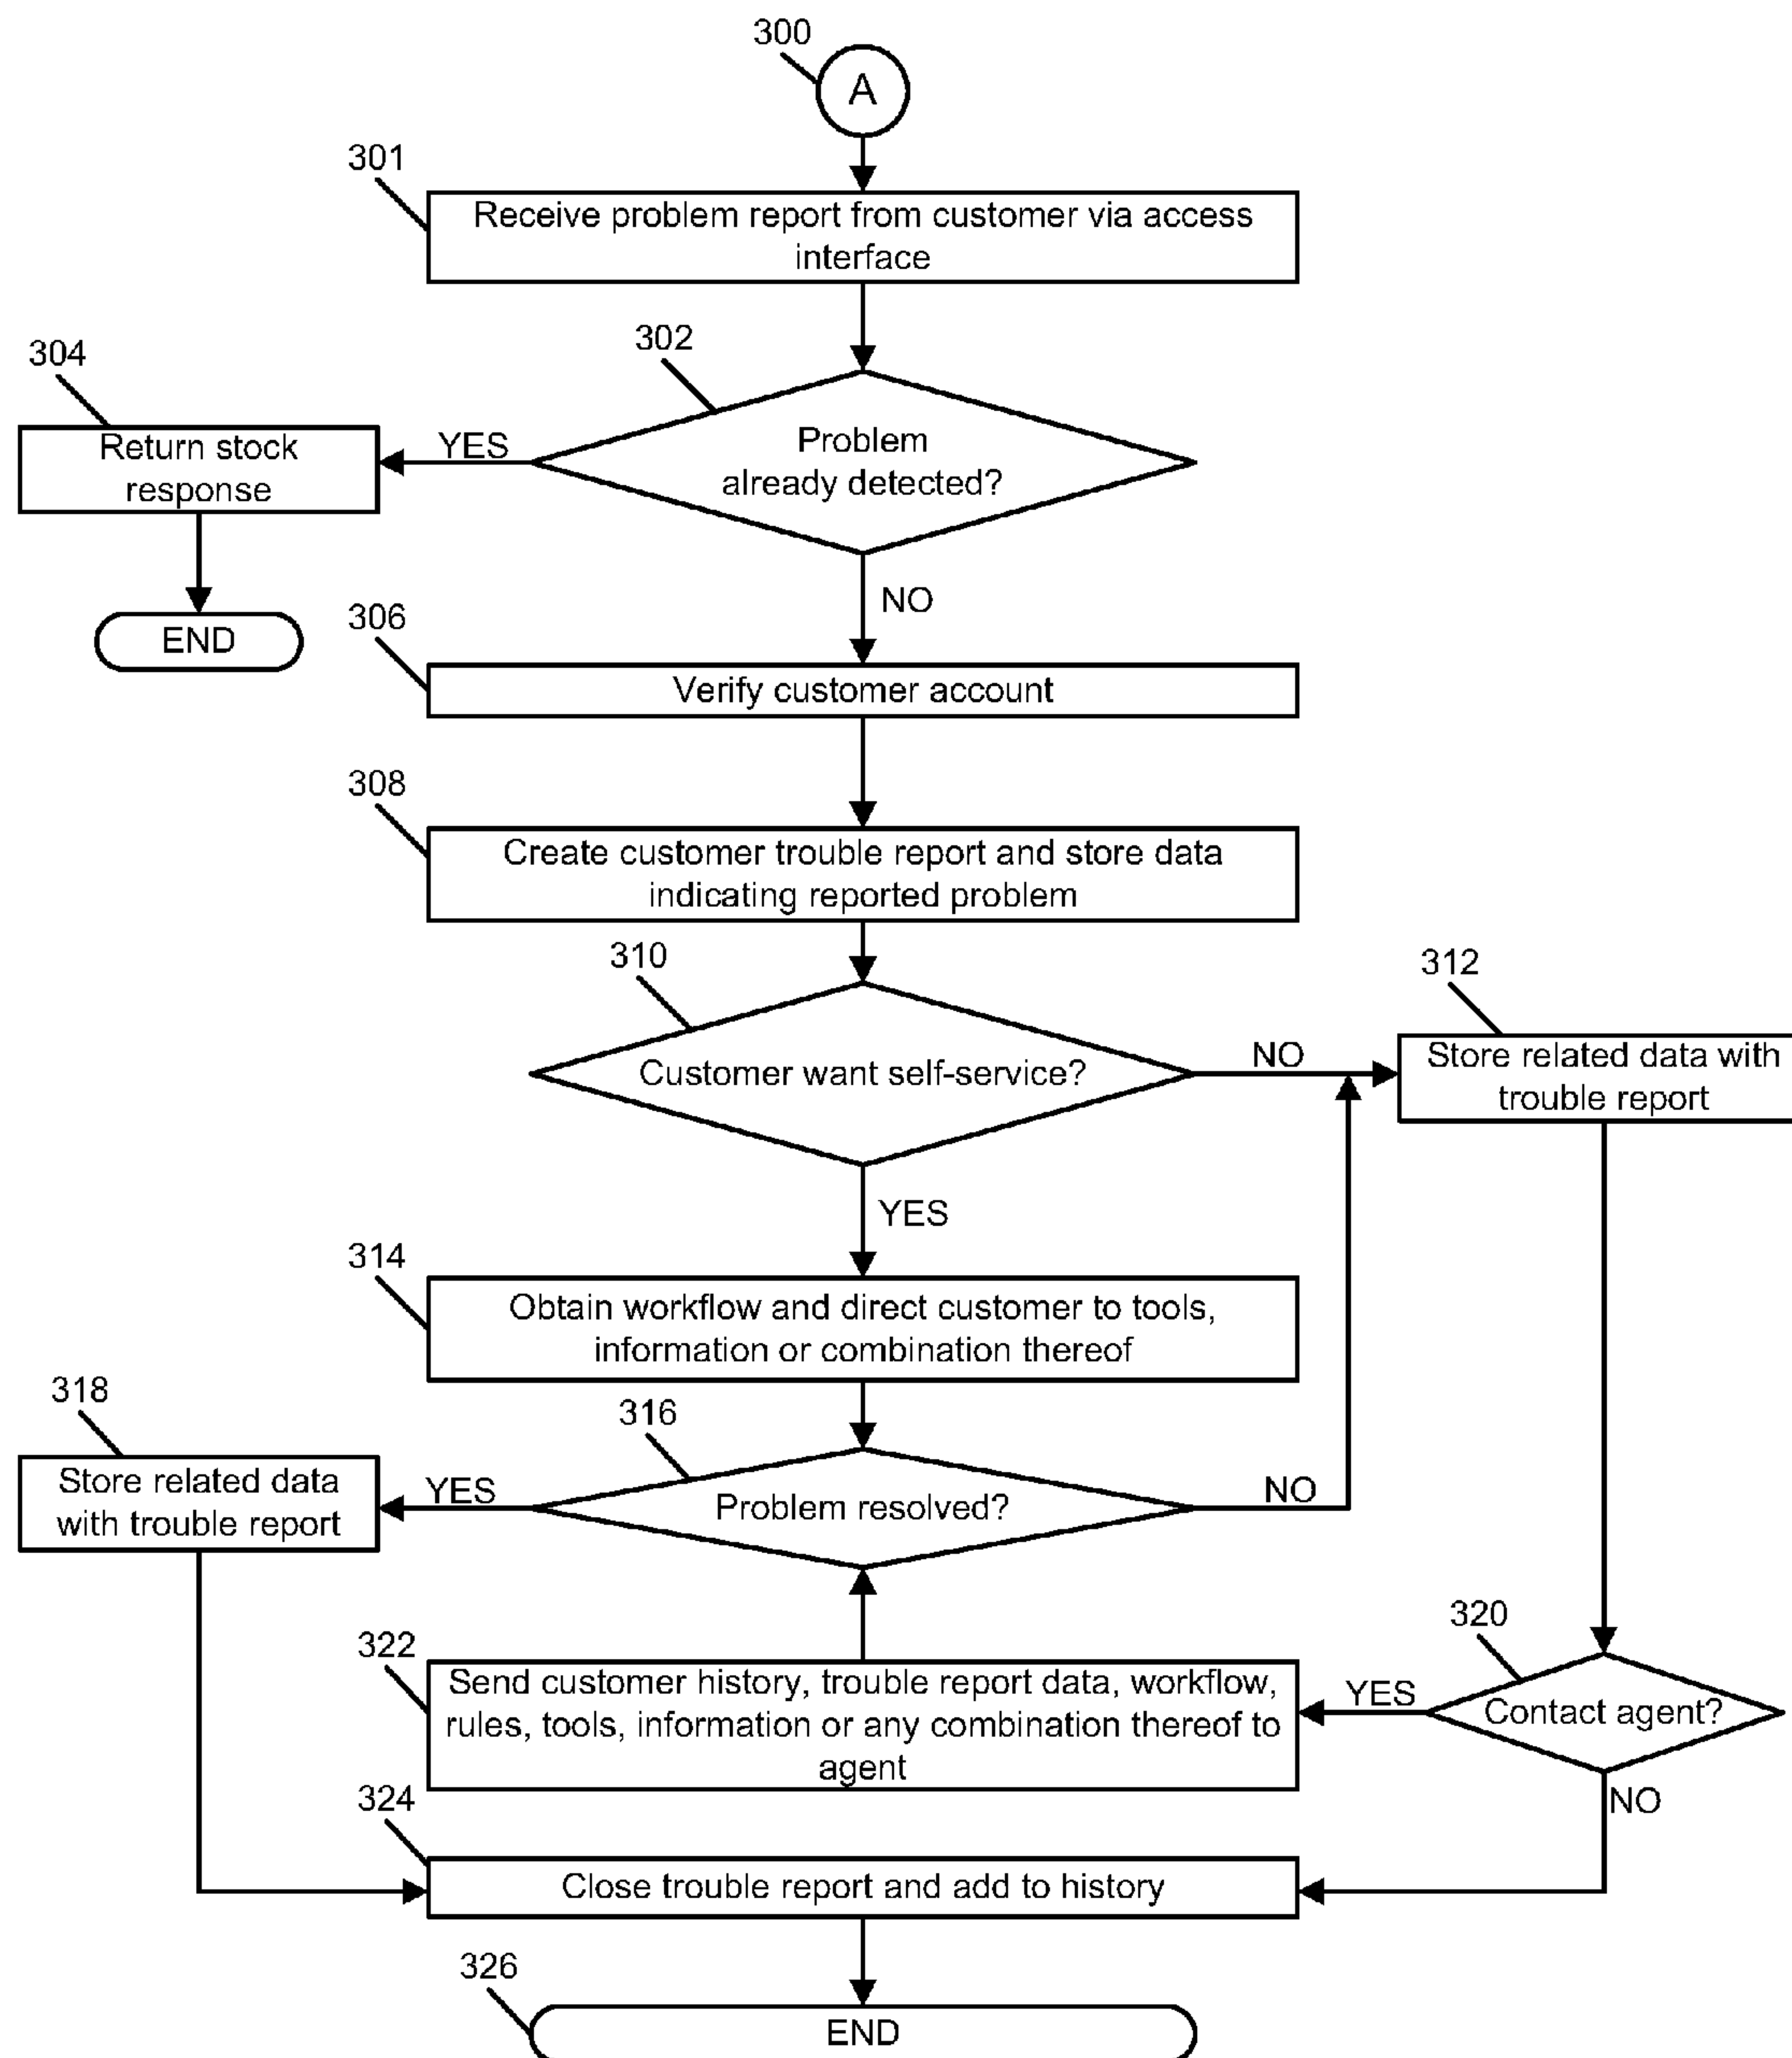 300
A
301
Receive problem report from customer via access
interface
302
304
Problem
already detected?
YES
Return stock
response
NO
END
306
Verify customer account
308
Create customer trouble report and store data
indicating reported problem
310
312
Customer want self-service?
NO
Store related data with
trouble report
YES
314
Obtain workflow and direct customer to tools,
information or combination thereof
318
316
Store related data
with trouble report
YES
Problem resolved?
NO
320
322
Send customer history, trouble report data, workflow,
rules, tools, information or any combination thereof to
agent
YES
Contact agent?
NO
324
Close trouble report and add to history
326
END